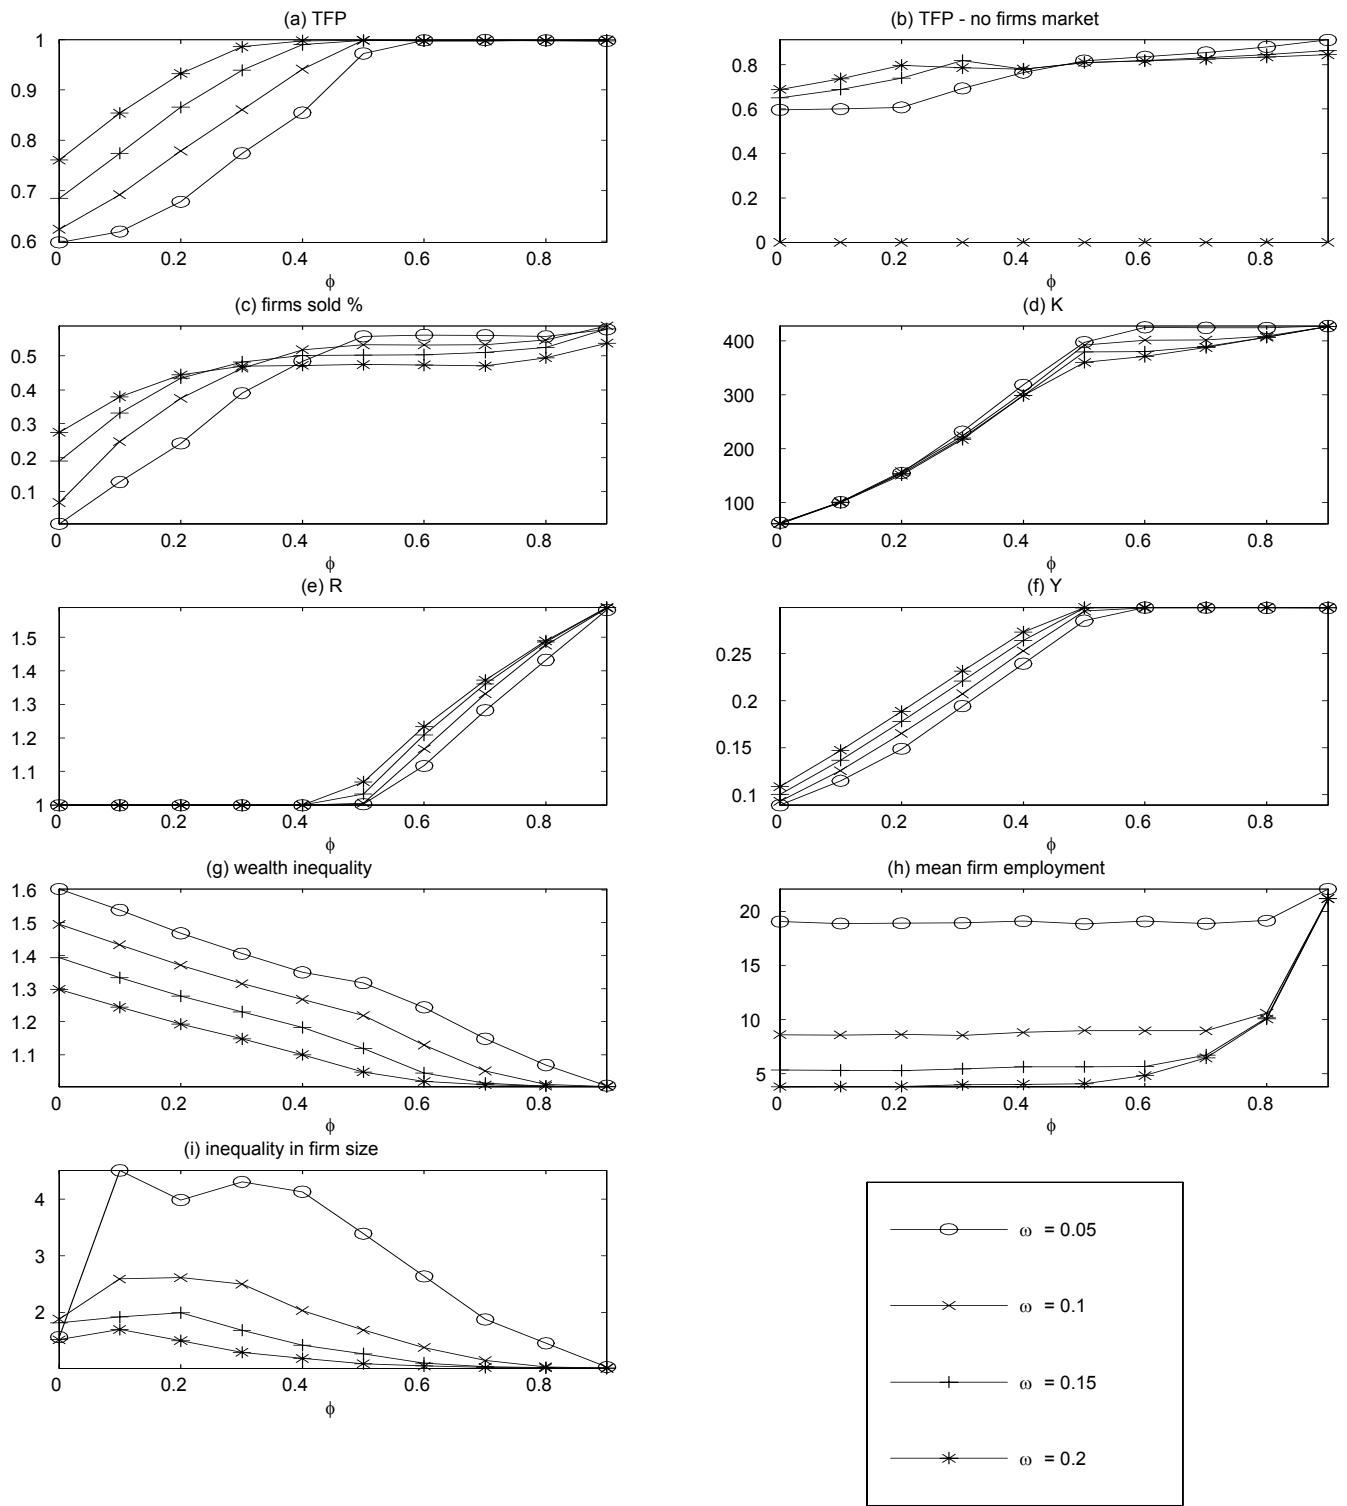 (a) TFP
1
0.9
0.8
0.7
0.6
0 0.2 0.4 0.6 0.8
ϕ
(b) TFP - no firms market
0.8
0.6
0.4
0.2
0
0 0.2 0.4 0.6 0.8
ϕ
(c) firms sold %
0.5
0.4
0.3
0.2
0.1
0 0.2 0.4 0.6 0.8
ϕ
(d) K
400
300
200
100
0 0.2 0.4 0.6 0.8
ϕ
(e) R
1.5
1.4
1.3
1.2
1.1
1
0 0.2 0.4 0.6 0.8
ϕ
(f) Y
0.25
0.2
0.15
0.1
0 0.2 0.4 0.6 0.8
ϕ
(g) wealth inequality
1.6
1.5
1.4
1.3
1.2
1.1
0 0.2 0.4 0.6 0.8
ϕ
(h) mean firm employment
20
15
10
5
0 0.2 0.4 0.6 0.8
ϕ
(i) inequality in firm size
4
3
2
0 0.2 0.4 0.6 0.8
ϕ
ω = 0.05
ω = 0.1
ω = 0.15
ω = 0.2